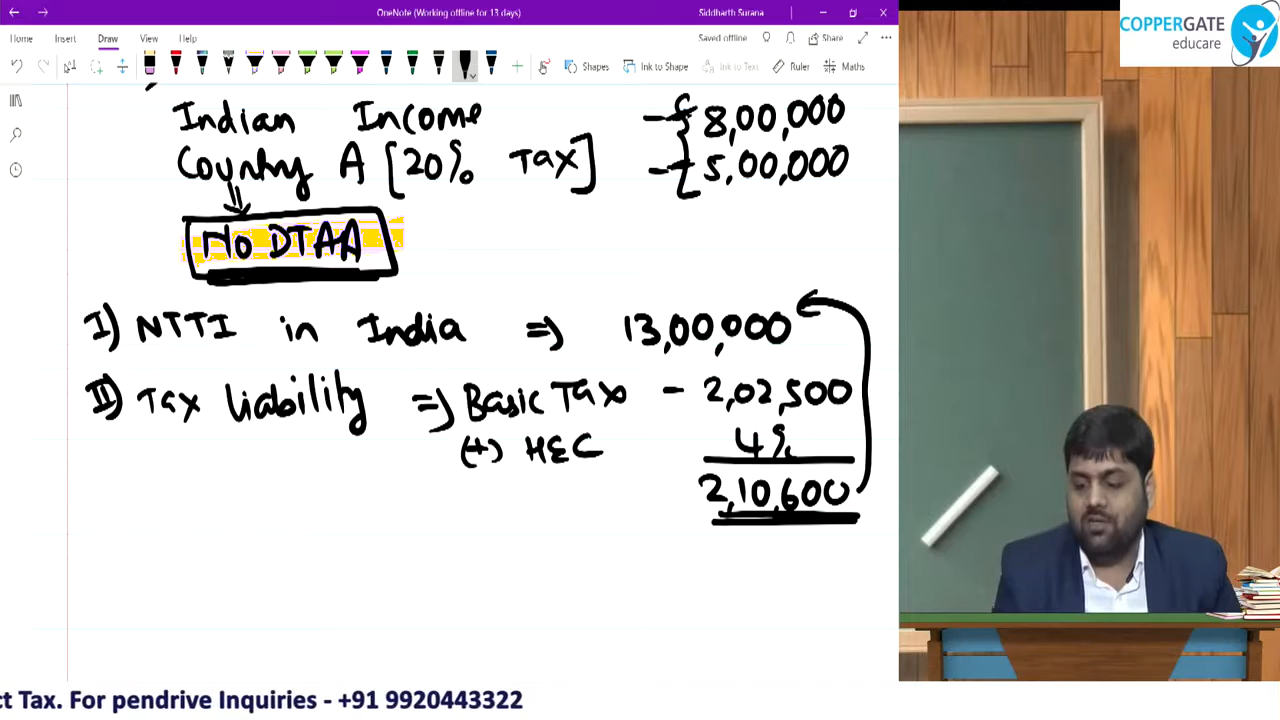 OneNote (Working offline for 13 days)
Siddharth Surana
COPPERGATE
educare
Home Insert Draw View Help
Saved offline
Share
Shapes
Ink to Shape
Ink to Text
Ruler
Maths
Indian Income - 8,00,000
Country A [20% Tax] - 5,00,000
No DTAA
I) NTTI in India ⇒ 13,00,000
II) Tax liability ⇒ Basic Tax - 2,02,500
(+) HEC 4%
2,10,600
ct Tax. For pendrive Inquiries - +91 9920443322